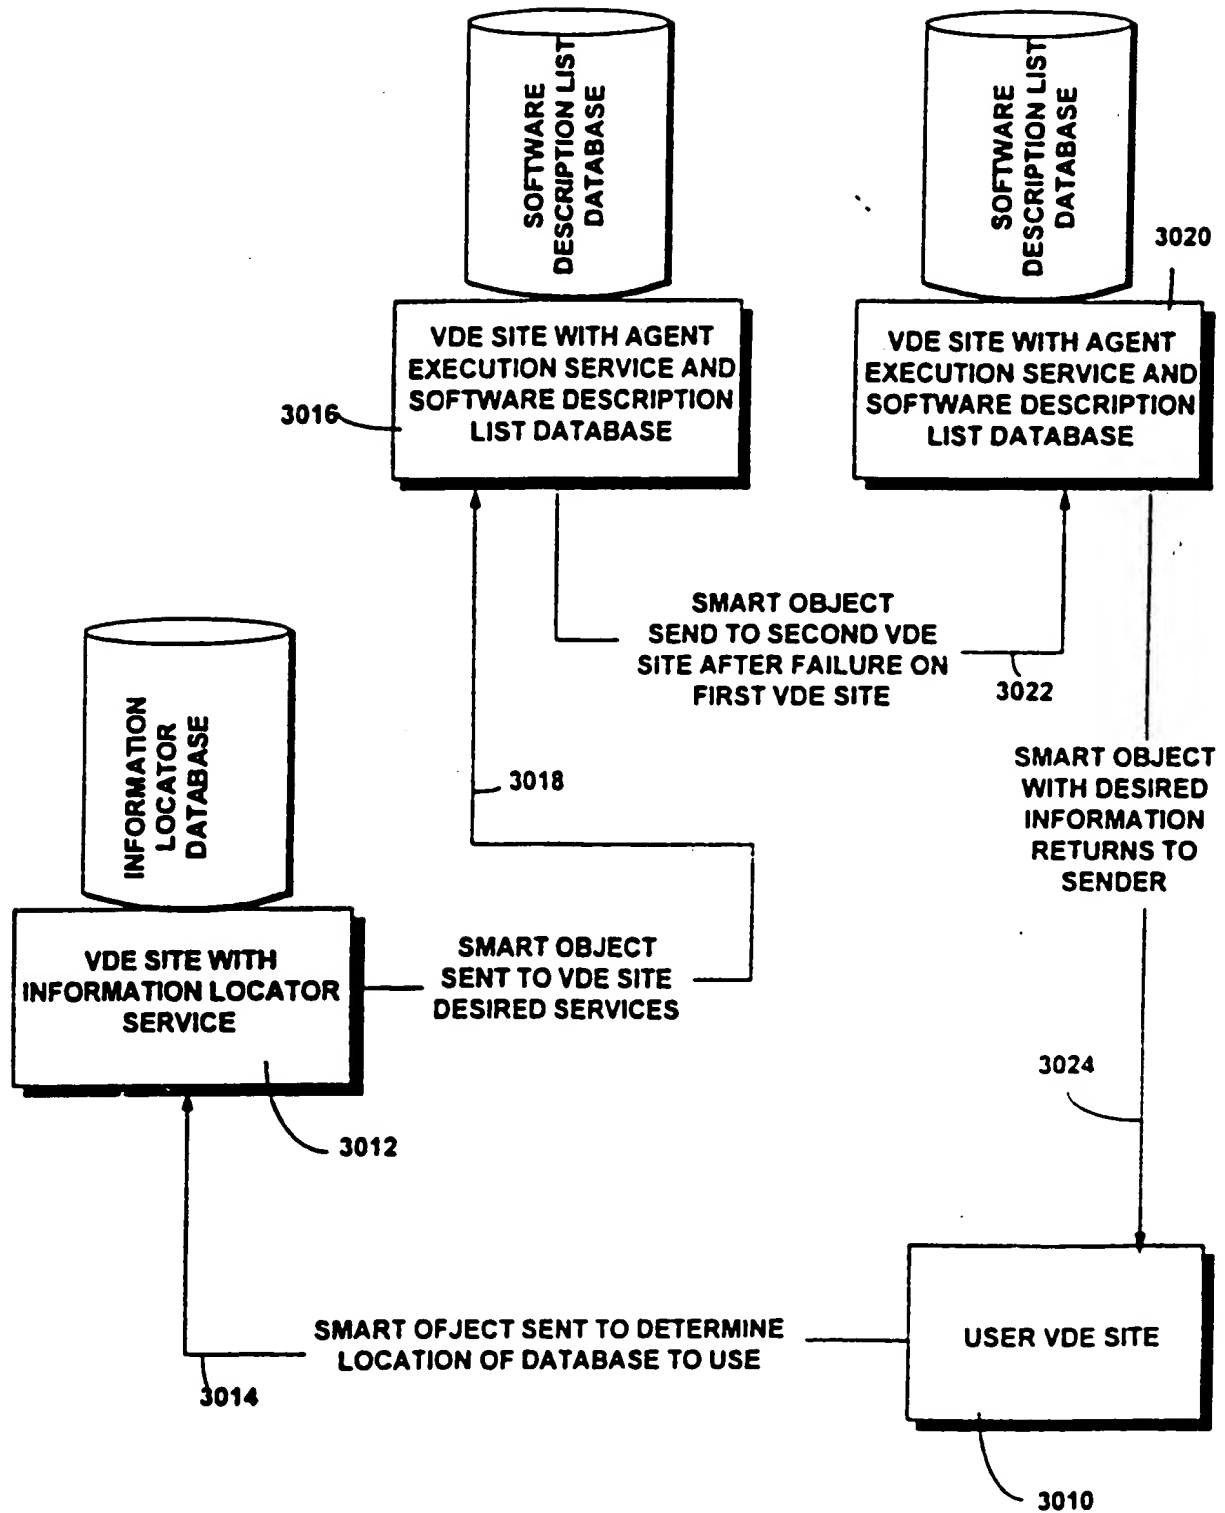 SOFTWARE
DESCRIPTION LIST
DATABASE
SOFTWARE
DESCRIPTION LIST
DATABASE
3020
VDE SITE WITH AGENT
EXECUTION SERVICE AND
SOFTWARE DESCRIPTION
LIST DATABASE
3016
VDE SITE WITH AGENT
EXECUTION SERVICE AND
SOFTWARE DESCRIPTION
LIST DATABASE
SMART OBJECT
SEND TO SECOND VDE
SITE AFTER FAILURE ON
FIRST VDE SITE
3022
INFORMATION
LOCATOR
DATABASE
3018
SMART OBJECT
WITH DESIRED
INFORMATION
RETURNS TO
SENDER
VDE SITE WITH
INFORMATION LOCATOR
SERVICE
SMART OBJECT
SENT TO VDE SITE
DESIRED SERVICES
3024
3012
SMART OFJECT SENT TO DETERMINE
LOCATION OF DATABASE TO USE
USER VDE SITE
3014
3010